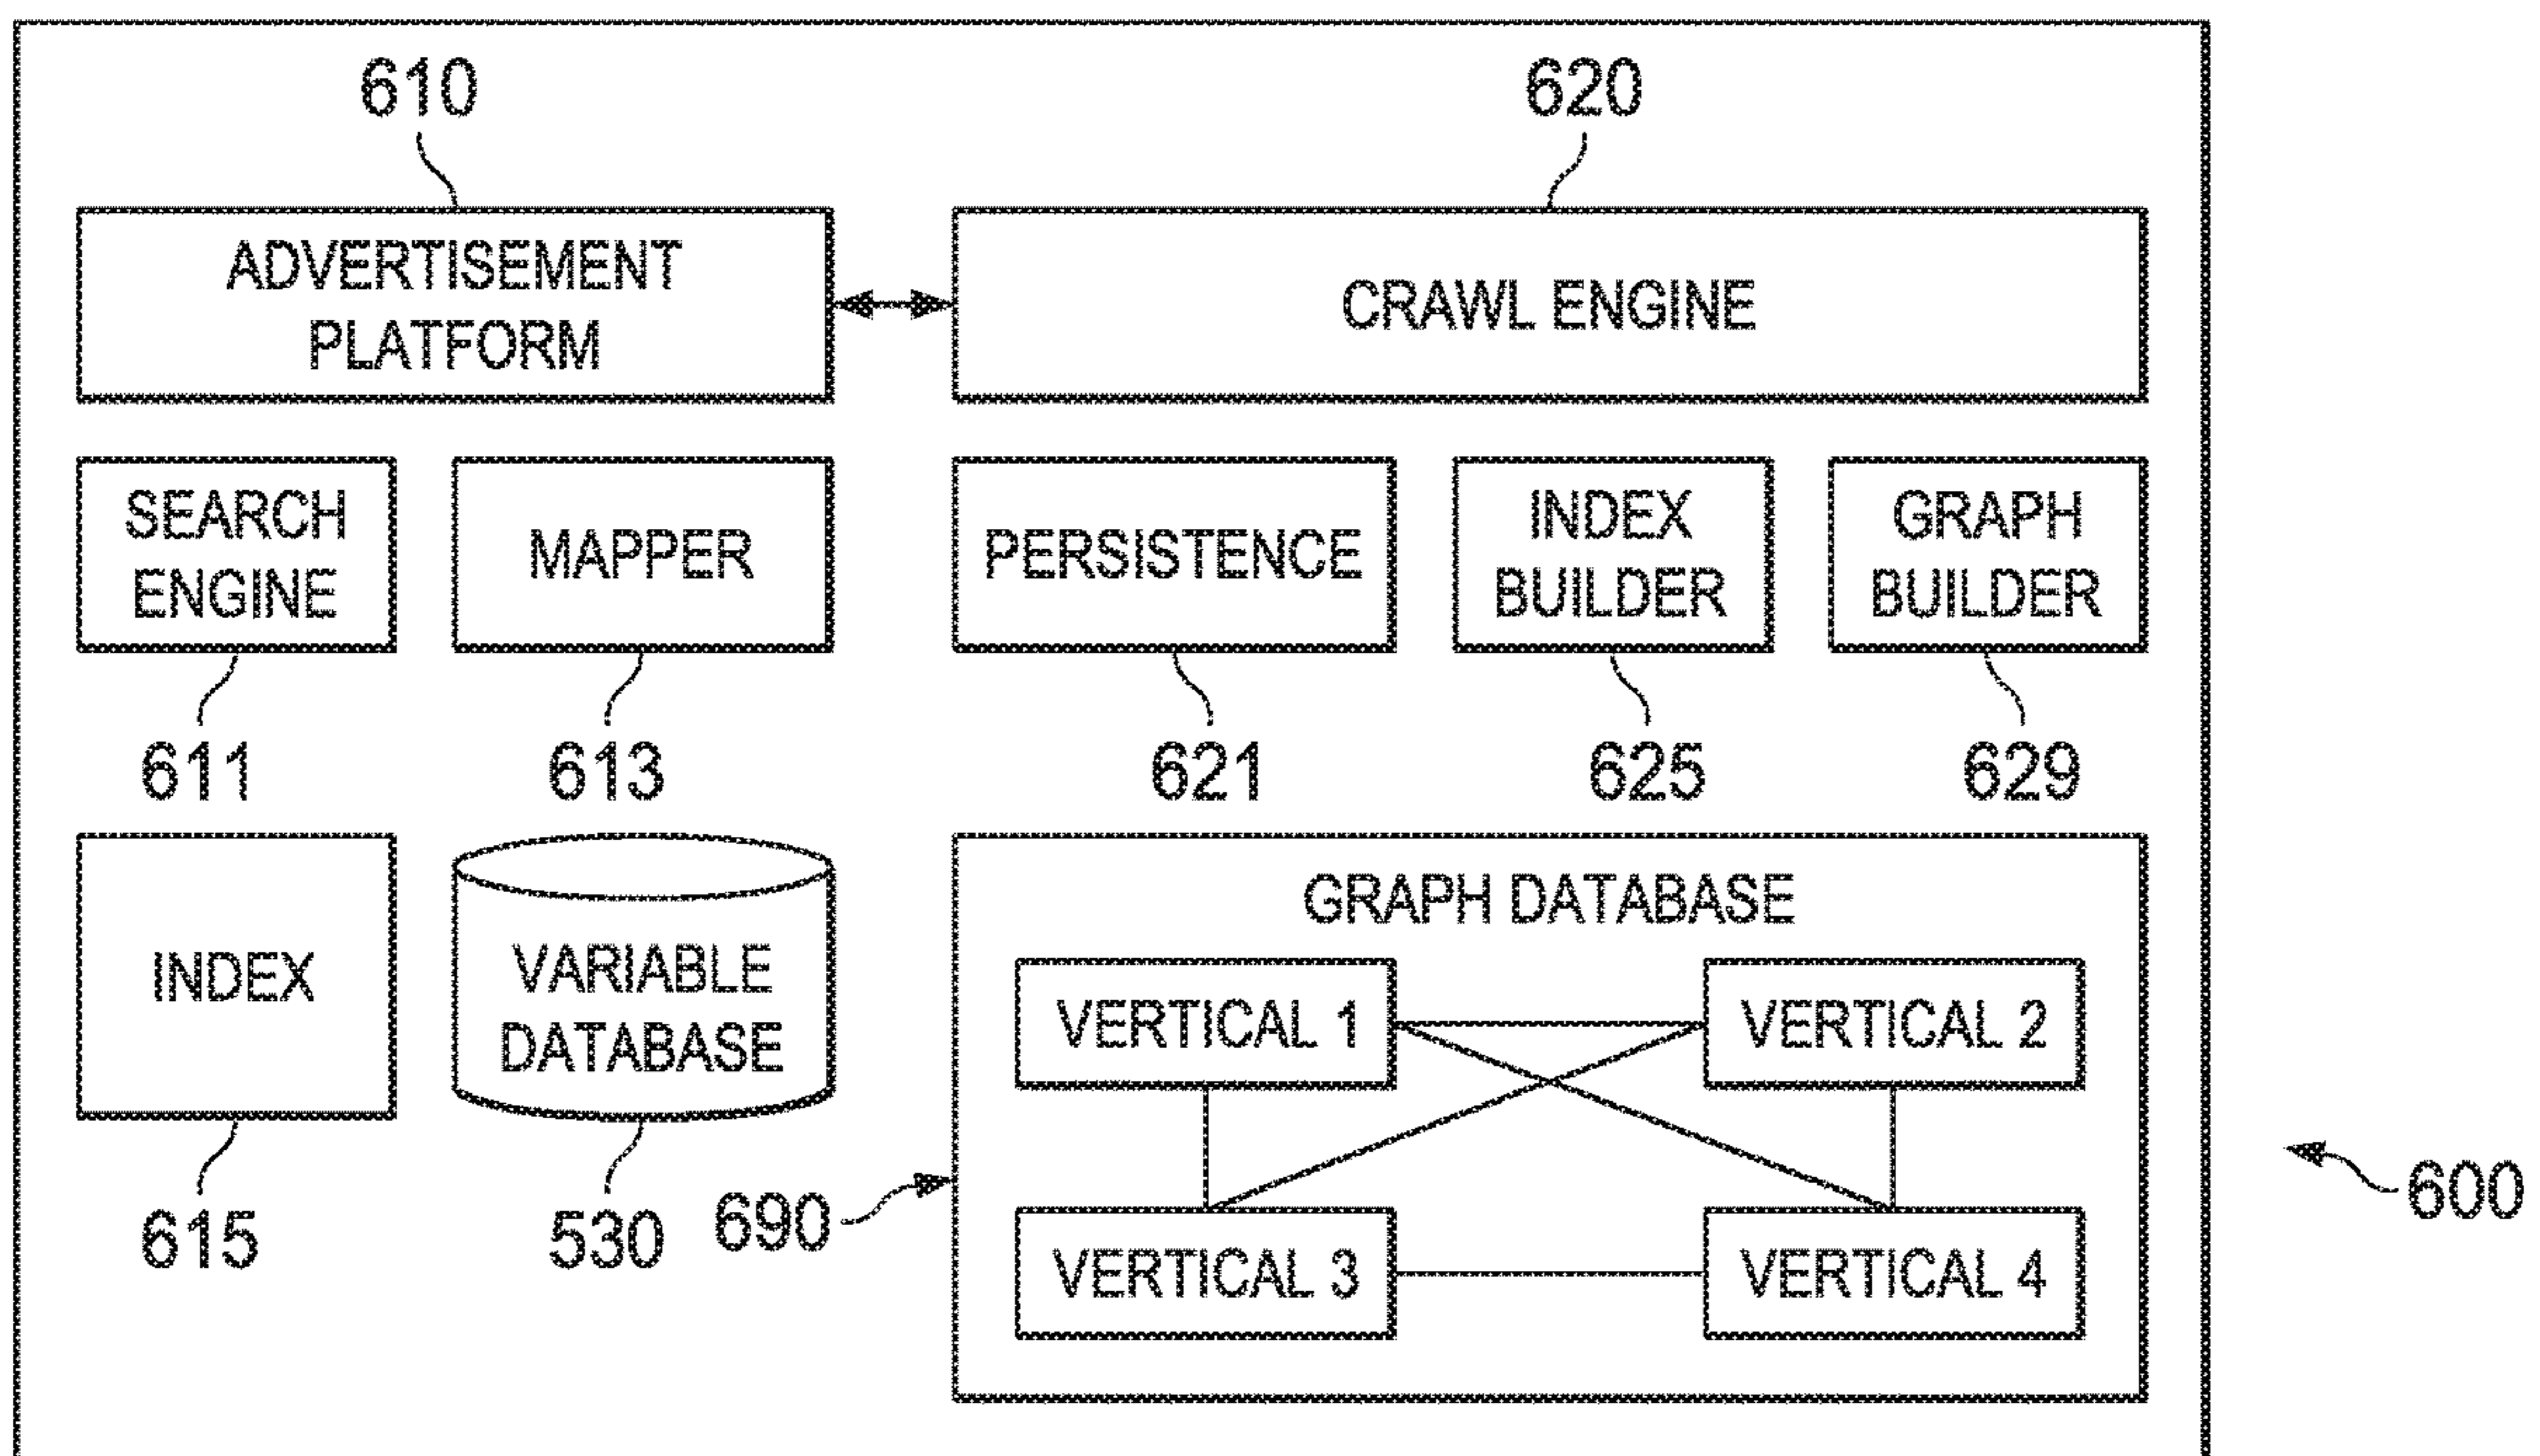 610
620
ADVERTISEMENT
PLATFORM
CRAWL ENGINE
SEARCH
ENGINE
MAPPER
PERSISTENCE
INDEX
BUILDER
GRAPH
BUILDER
611
613
621
625
629
INDEX
VARIABLE
DATABASE
GRAPH DATABASE
VERTICAL 1
VERTICAL 2
VERTICAL 3
VERTICAL 4
615
530
690
600